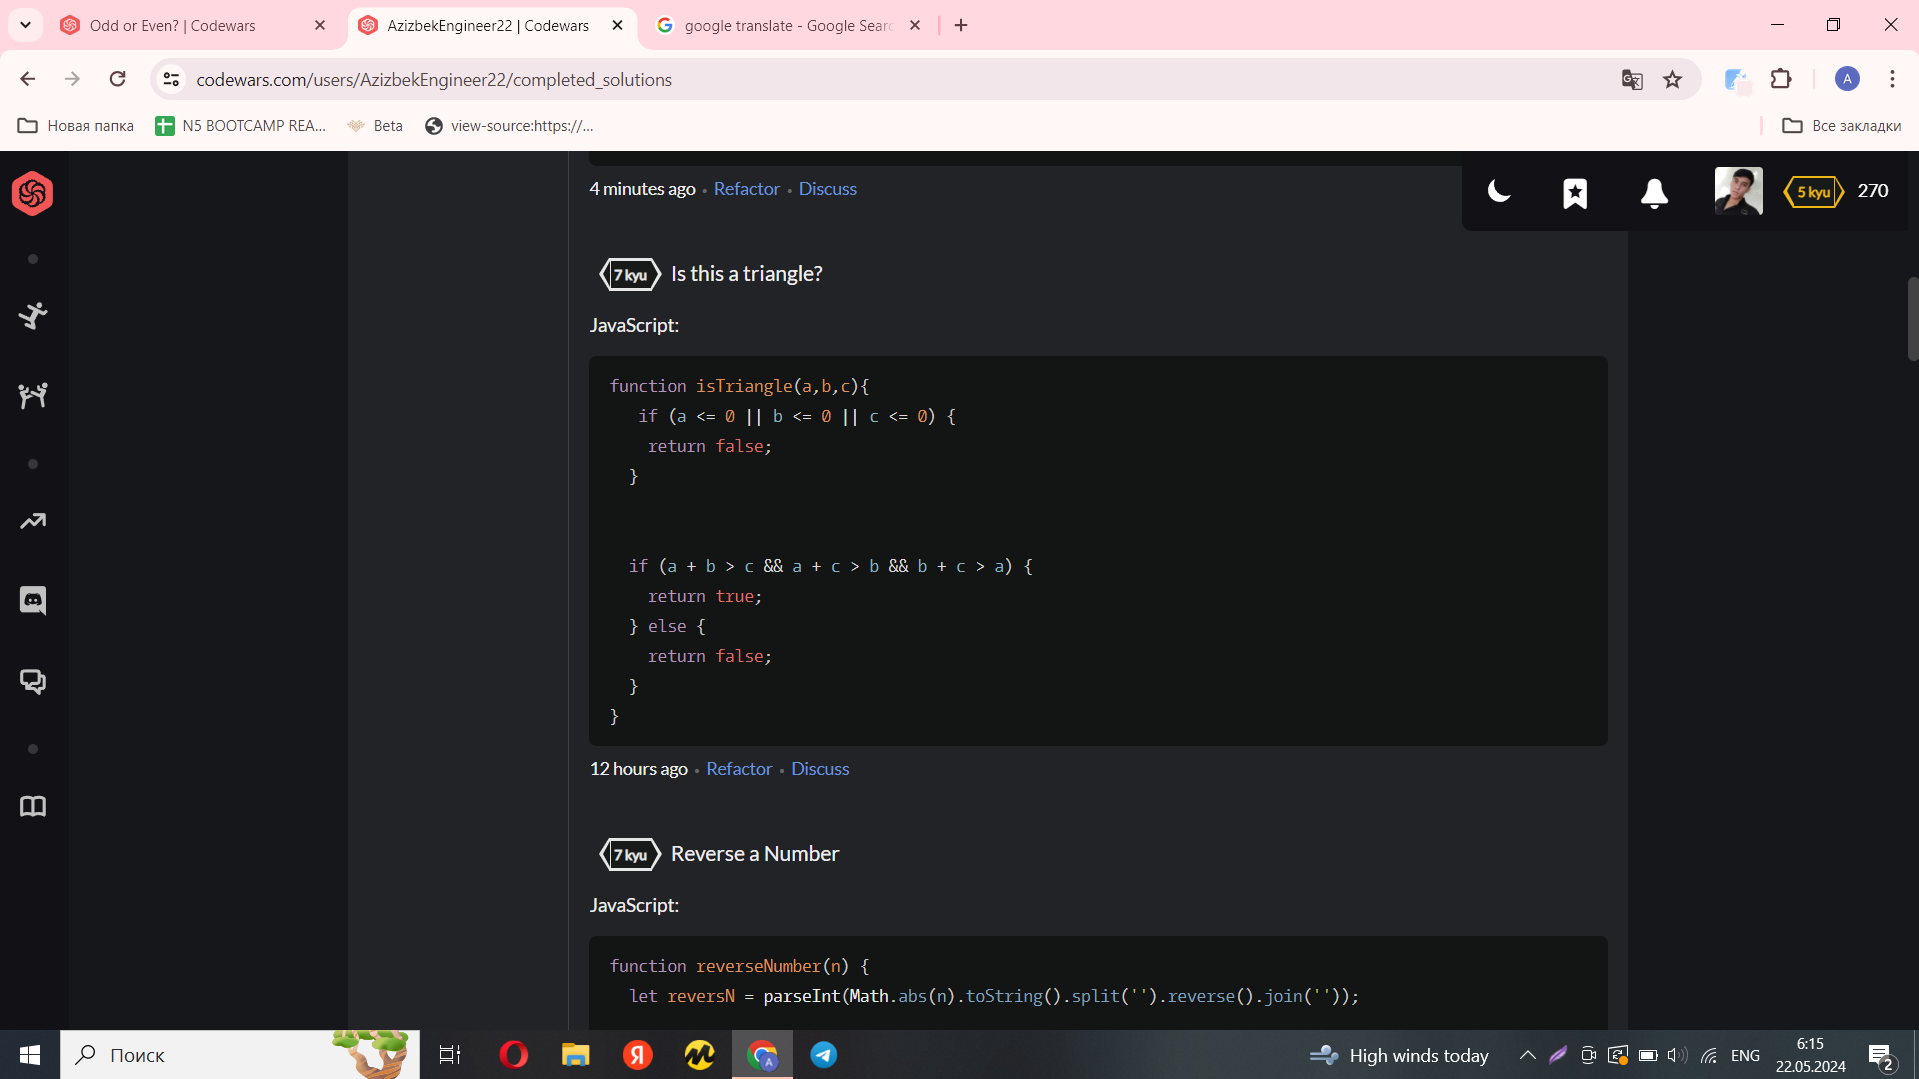 Odd or Even? | Codewars
AzizbekEngineer22 | Codewars
google translate - Google Sear
codewars.com/users/AzizbekEngineer22/completed_solutions
A
Новая папка
N5 BOOTCAMP REA...
Beta
view-source:https://...
Все закладки
4 minutes ago • Refactor • Discuss
5 kyu
270
7 kyu
Is this a triangle?
JavaScript:
function isTriangle(a,b,c){
if (a <= 0 || b <= 0 || c <= 0) {
return false;
}
if (a + b > c && a + c > b && b + c > a) {
return true;
} else {
return false;
}
}
12 hours ago • Refactor • Discuss
7 kyu
Reverse a Number
JavaScript:
function reverseNumber(n) {
let reversN = parseInt(Math.abs(n).toString().split('').reverse().join(''));
Поиск
Я
A
High winds today
ENG
6:15
22.05.2024
2